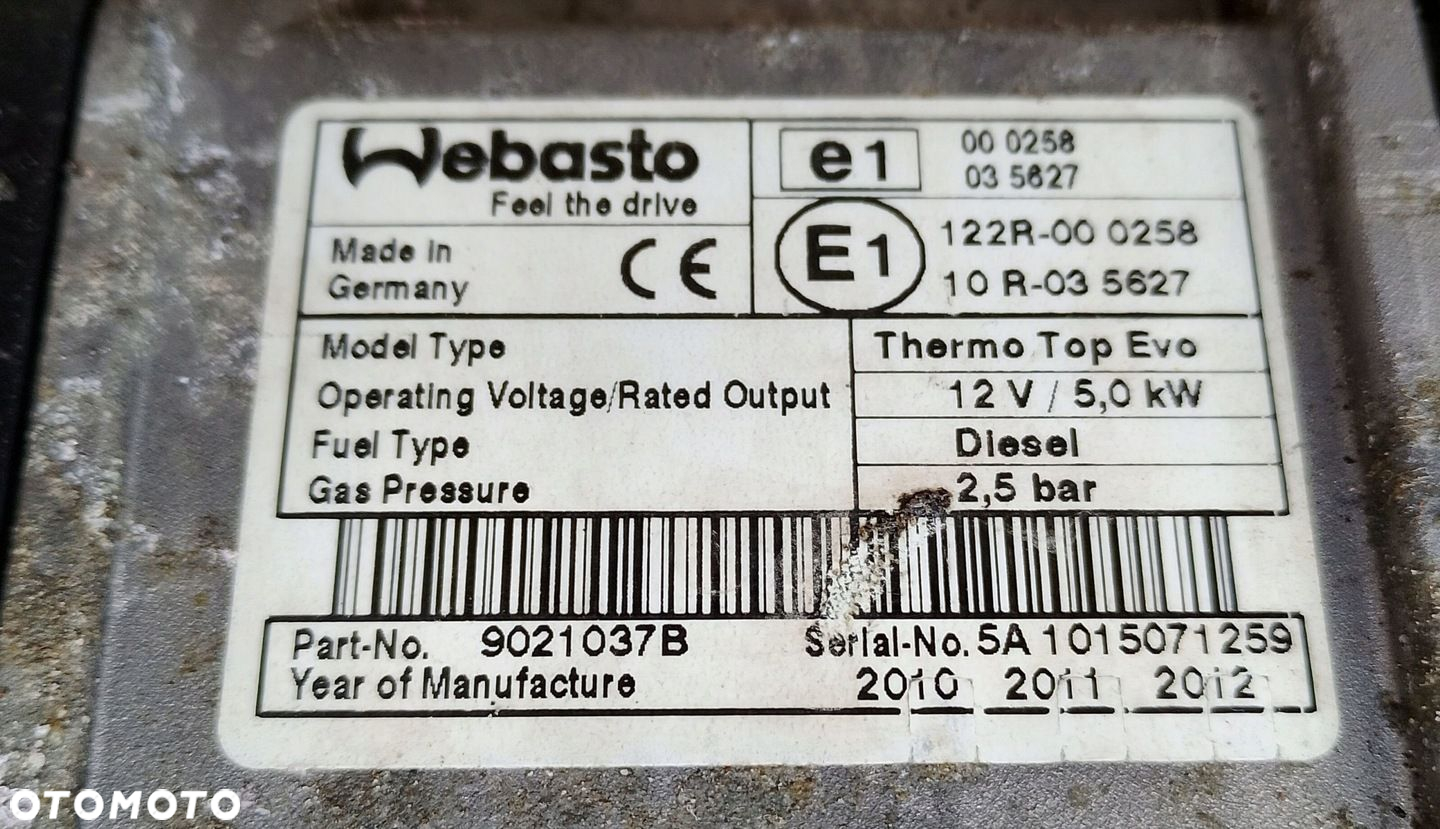 Webasto
Feel the drive
Made in
Germany
CE
e1
00 0258
03 5627
E1
122R-00 0258
10 R-03 5627
Model Type Thermo Top Evo
Operating Voltage/Rated Output 12 V / 5,0 kW
Fuel Type Diesel
Gas Pressure 2,5 bar
Part-No. 9021037B Serial-No. 5A 1015071259
Year of Manufacture 2010 2011 2012
OTOMOTO